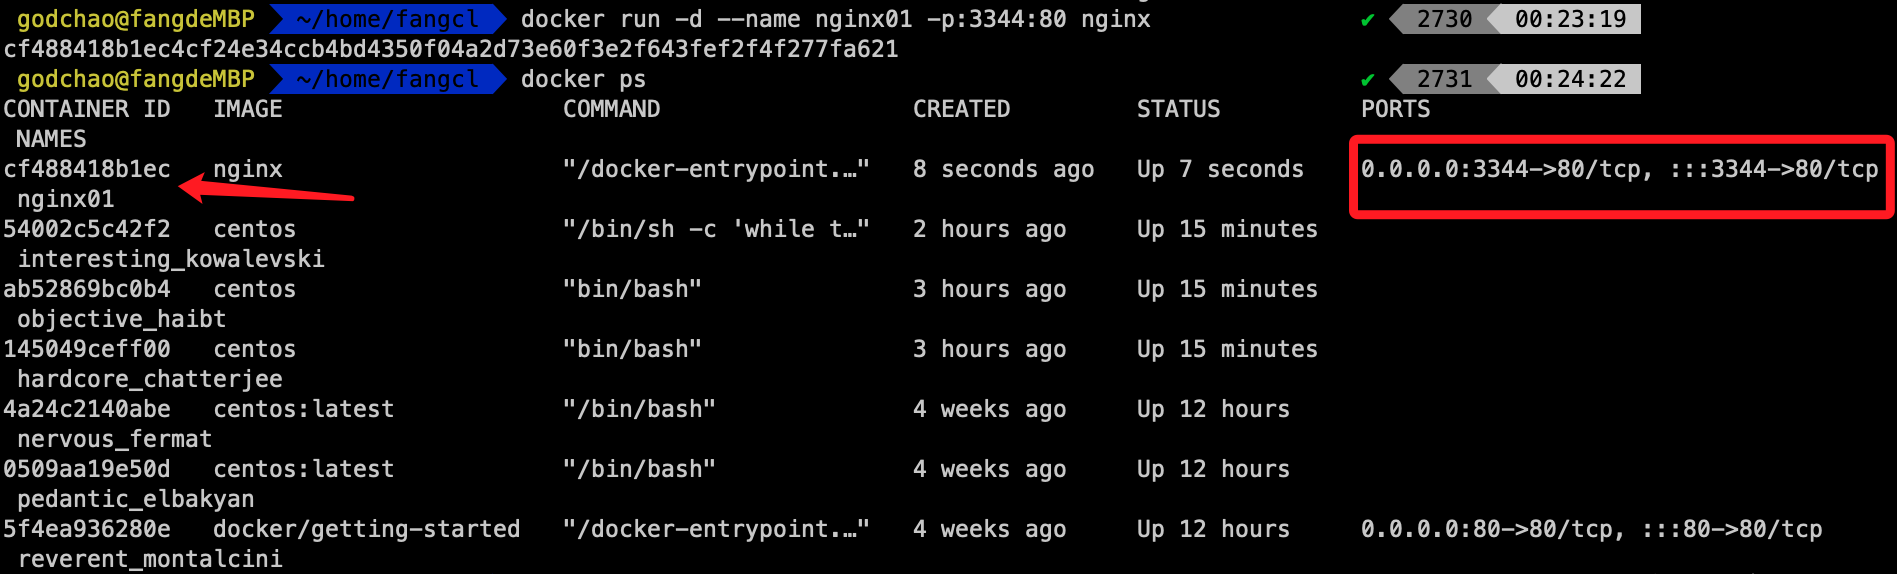 godchao@fangdeMBP ~/home/fangcl docker run -d --name nginx01 -p:3344:80 nginx ✔ 2730 00:23:19
cf488418b1ec4cf24e34ccb4bd4350f04a2d73e60f3e2f643fef2f4f277fa621
godchao@fangdeMBP ~/home/fangcl docker ps ✔ 2731 00:24:22
CONTAINER ID IMAGE COMMAND CREATED STATUS PORTS
NAMES
cf488418b1ec nginx "/docker-entrypoint.…" 8 seconds ago Up 7 seconds 0.0.0.0:3344->80/tcp, :::3344->80/tcp
nginx01
54002c5c42f2 centos "/bin/sh -c 'while t…" 2 hours ago Up 15 minutes
interesting_kowalevski
ab52869bc0b4 centos "bin/bash" 3 hours ago Up 15 minutes
objective_haibt
145049ceff00 centos "bin/bash" 3 hours ago Up 15 minutes
hardcore_chatterjee
4a24c2140abe centos:latest "/bin/bash" 4 weeks ago Up 12 hours
nervous_fermat
0509aa19e50d centos:latest "/bin/bash" 4 weeks ago Up 12 hours
pedantic_elbakyan
5f4ea936280e docker/getting-started "/docker-entrypoint.…" 4 weeks ago Up 12 hours 0.0.0.0:80->80/tcp, :::80->80/tcp
reverent_montalcini